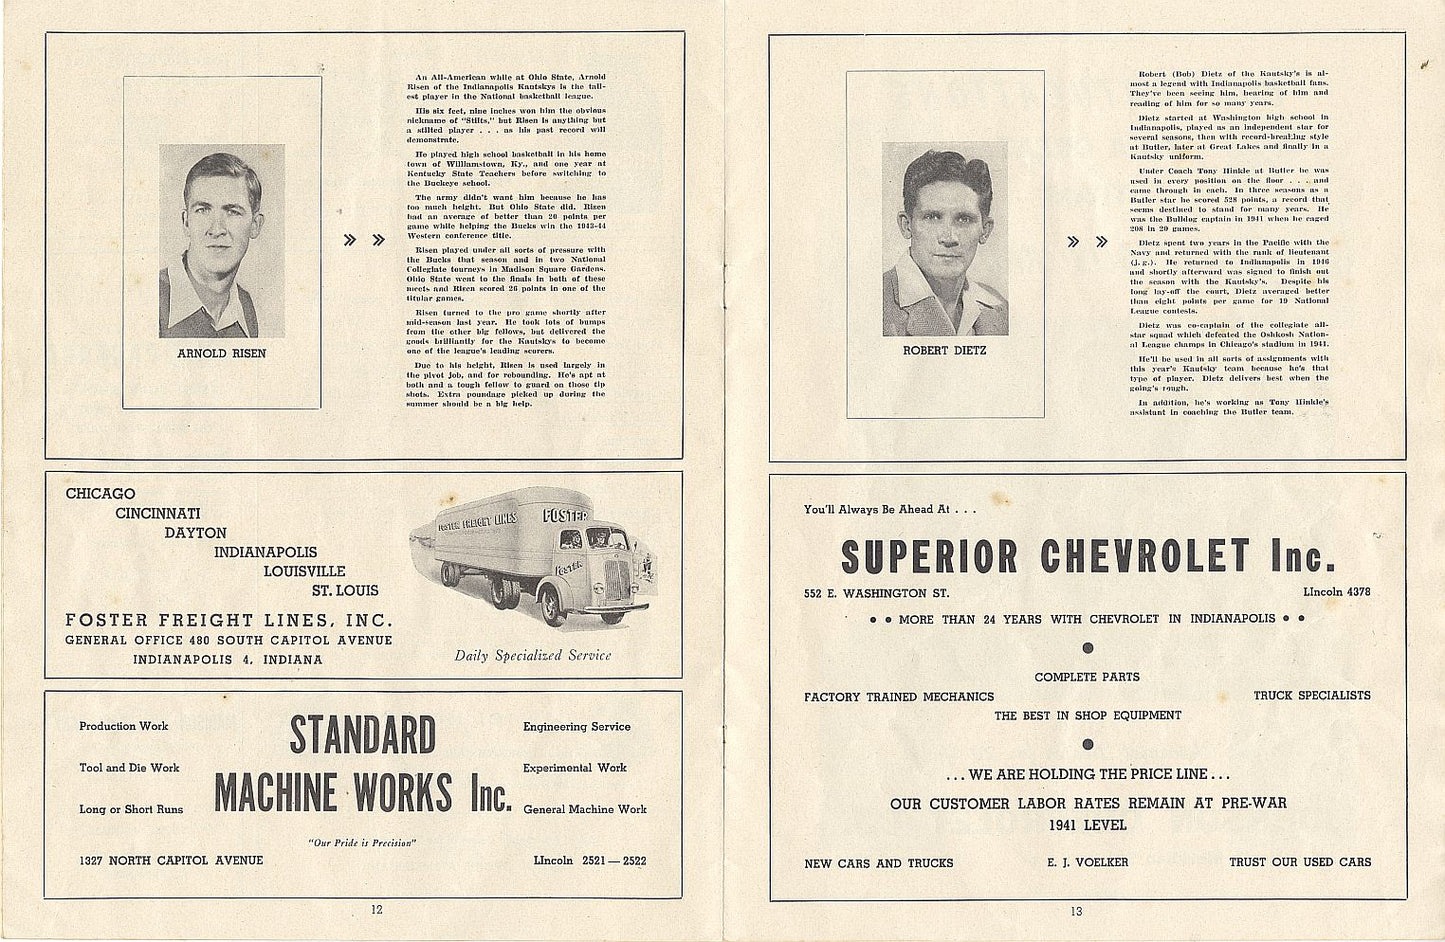 ARNOLD RISEN
An All-American while at Ohio State, Arnold
Risen of the Indianapolis Kautskys is the tall-
est player in the National basketball league.
His six feet, nine inches won him the obvious
nickname of "Stilts," but Risen is anything but
a stilted player . . . as his past record will
demonstrate.
He played high school basketball in his home
town of Williamstown, Ky., and one year at
Kentucky State Teachers before switching to
the Buckeye school.
The army didn't want him because he has
too much height. But Ohio State did. Risen
had an average of better than 20 points per
game while helping the Bucks win the 1943-44
Western conference title.
Risen played under all sorts of pressure with
the Bucks that season and in two National
Collegiate tourneys in Madison Square Gardens.
Ohio State went to the finals in both of these
meets and Risen scored 26 points in one of the
titular games.
Risen turned to the pro game shortly after
mid-season last year. He took lots of bumps
from the other big fellows, but delivered the
goods brilliantly for the Kautskys to become
one of the league's leading scorers.
Due to his height, Risen is used largely in
the pivot job, and for rebounding. He's apt at
both and a tough fellow to guard on those tip
shots. Extra poundage picked up during the
summer should be a big help.
CHICAGO
CINCINNATI
DAYTON
INDIANAPOLIS
LOUISVILLE
ST. LOUIS
FOSTER FREIGHT LINES, INC.
GENERAL OFFICE 480 SOUTH CAPITOL AVENUE
INDIANAPOLIS 4, INDIANA
FOSTER FREIGHT LINES
FOSTER
FOSTER
Daily Specialized Service
Production Work
Tool and Die Work
Long or Short Runs
STANDARD
MACHINE WORKS Inc.
Engineering Service
Experimental Work
General Machine Work
"Our Pride is Precision"
1327 NORTH CAPITOL AVENUE
LIncoln 2521—2522
12
ROBERT DIETZ
Robert (Bob) Dietz of the Kautsky's is al-
most a legend with Indianapolis basketball fans.
They've been seeing him, hearing of him and
reading of him for so many years.
Dietz started at Washington high school in
Indianapolis, played as an independent star for
several seasons, then with record-breaking style
at Butler, later at Great Lakes and finally in a
Kautsky uniform.
Under Coach Tony Hinkle at Butler he was
used in every position on the floor . . . and
came through in each. In three seasons as a
Butler star he scored 528 points, a record that
seems destined to stand for many years. He
was the Bulldog captain in 1941 when he caged
208 in 20 games.
Dietz spent two years in the Pacific with the
Navy and returned with the rank of lieutenant
(j.g.). He returned to Indianapolis in 1946
and shortly afterward was signed to finish out
the season with the Kautsky's. Despite his
long lay-off the court, Dietz averaged better
than eight points per game for 19 National
League contests.
Dietz was co-captain of the collegiate all-
star squad which defeated the Oshkosh Nation-
al League champs in Chicago's stadium in 1941.
He'll be used in all sorts of assignments with
this year's Kautsky team because he's that
type of player. Dietz delivers best when the
going's rough.
In addition, he's working as Tony Hinkle's
assistant in coaching the Butler team.
You'll Always Be Ahead At . . .
SUPERIOR CHEVROLET Inc.
552 E. WASHINGTON ST.
LIncoln 4378
• • MORE THAN 24 YEARS WITH CHEVROLET IN INDIANAPOLIS • •
COMPLETE PARTS
FACTORY TRAINED MECHANICS
TRUCK SPECIALISTS
THE BEST IN SHOP EQUIPMENT
. . . WE ARE HOLDING THE PRICE LINE . . .
OUR CUSTOMER LABOR RATES REMAIN AT PRE-WAR
1941 LEVEL
NEW CARS AND TRUCKS
E. J. VOELKER
TRUST OUR USED CARS
13